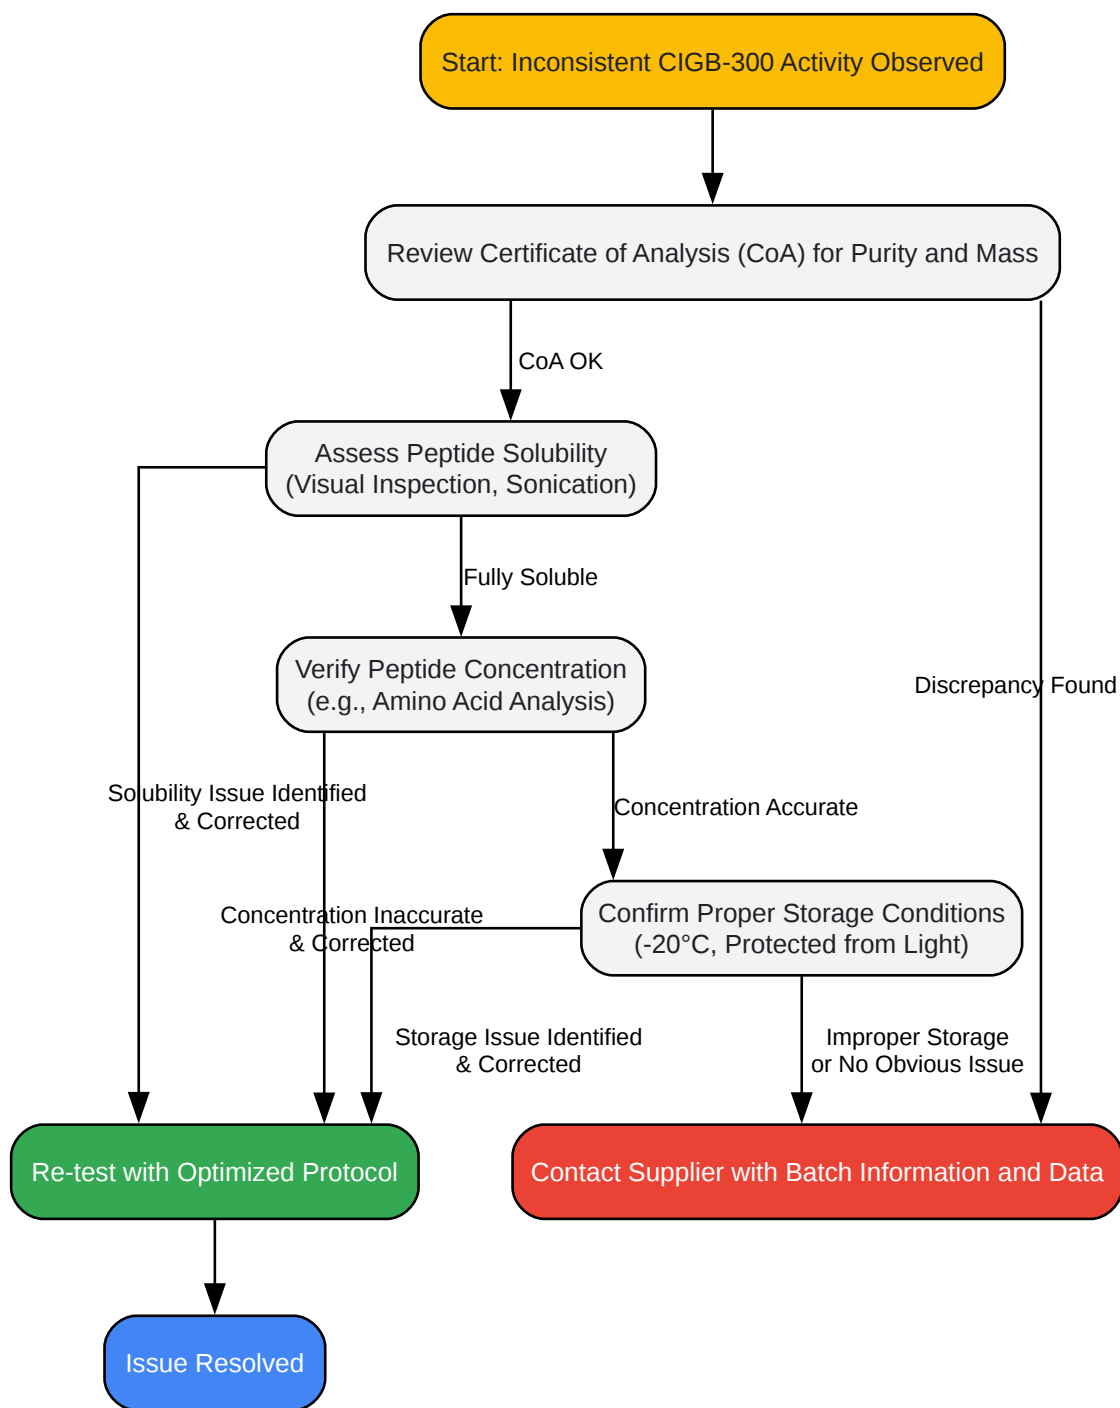 Start: Inconsistent CIGB-300 Activity Observed
Review Certificate of Analysis (CoA) for Purity and Mass
CoA OK
Assess Peptide Solubility
(Visual Inspection, Sonication)
Fully Soluble
Verify Peptide Concentration
(e.g., Amino Acid Analysis)
Discrepancy Found
Solubility Issue Identified
& Corrected
Concentration Accurate
Concentration Inaccurate
& Corrected
Confirm Proper Storage Conditions
(-20°C, Protected from Light)
Storage Issue Identified
& Corrected
Improper Storage
or No Obvious Issue
Re-test with Optimized Protocol
Contact Supplier with Batch Information and Data
Issue Resolved